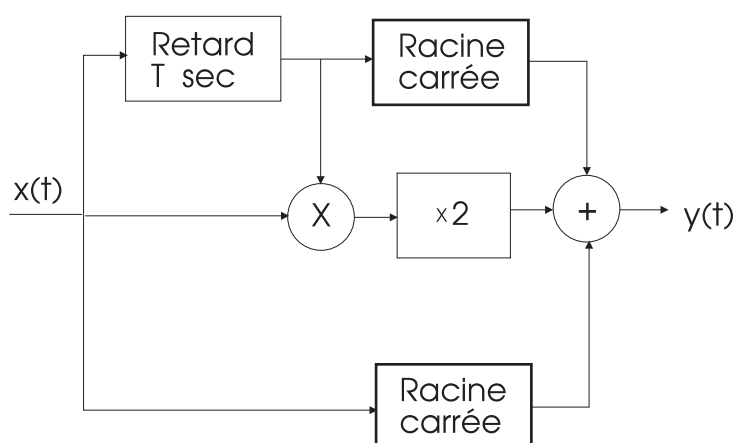 Retard
T sec
Racine
carrée
x(t)
X
x2
+
y(t)
Racine
carrée